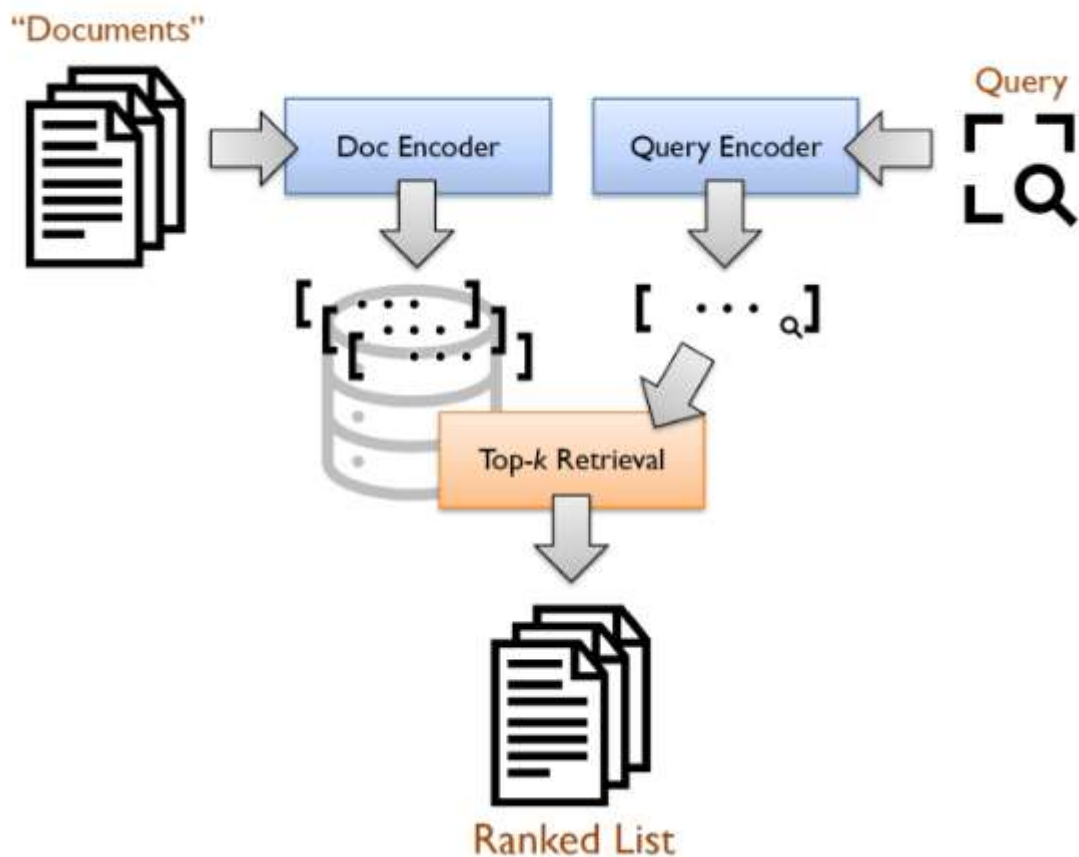 “Documents”
Query
Doc Encoder
Query Encoder
[ ... ]
[ ... ]
[ ... ]
[ ... ]
Top-k Retrieval
Ranked List